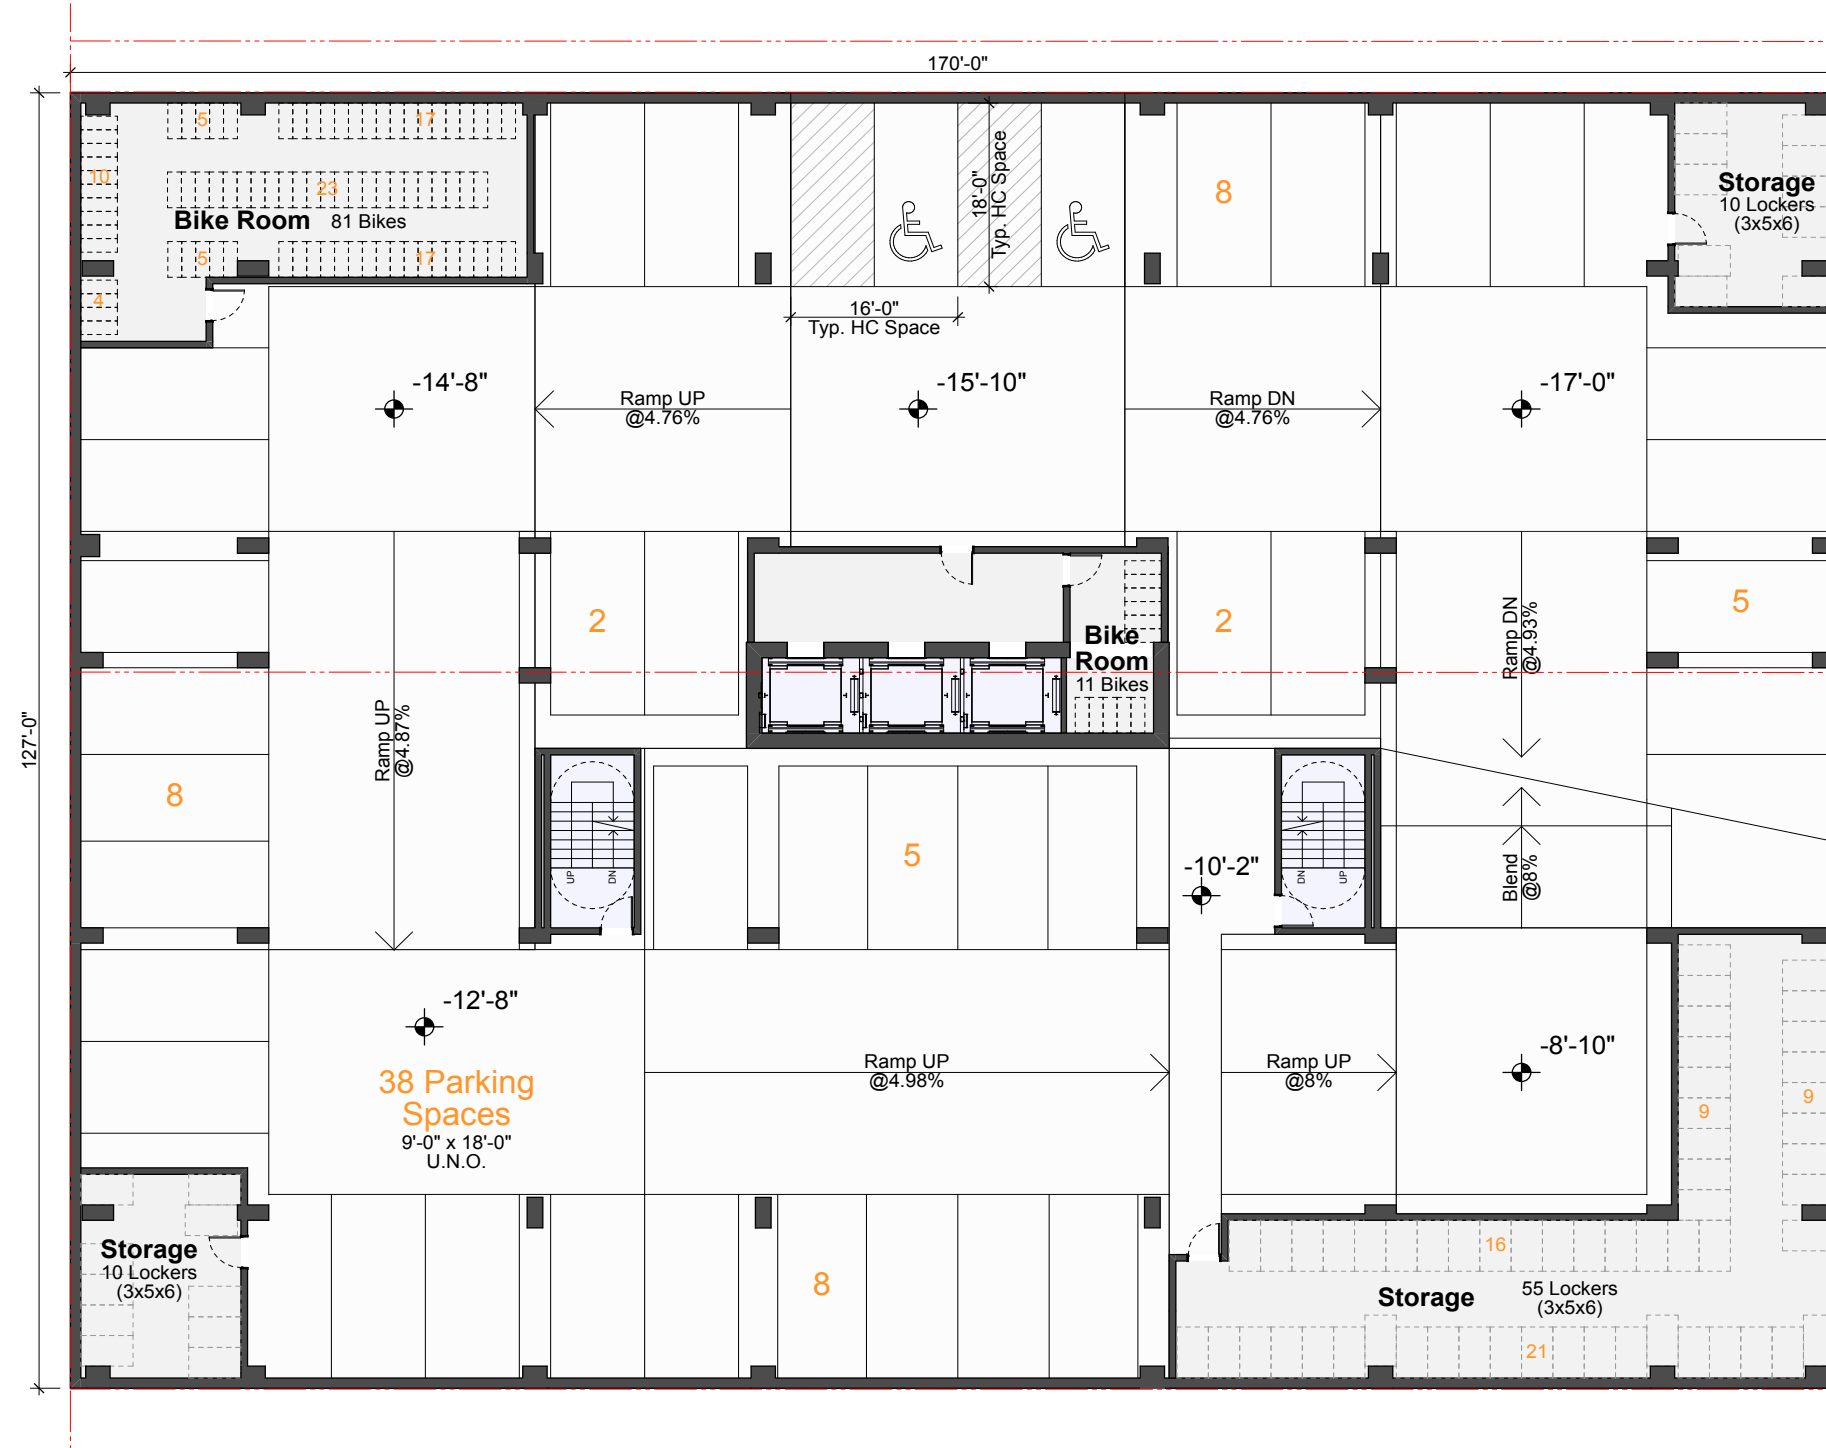 170'-0"
5
17
10
23
Bike Room
81 Bikes
5
17
4
18'-0"
Typ. HC Space
8
Storage
10 Lockers
(3x5x6)
16'-0"
Typ. HC Space
-14'-8"
Ramp UP
@4.76%
-15'-10"
Ramp DN
@4.76%
-17'-0"
2
2
5
Bike
Room
11 Bikes
Ramp DN
@4.93%
127'-0"
Ramp UP
@4.87%
8
5
UP
DN
-10'-2"
DN
UP
Blend
@8%
-12'-8"
38 Parking
Spaces
9'-0" x 18'-0"
U.N.O.
Ramp UP
@4.98%
Ramp UP
@8%
-8'-10"
9
9
Storage
10 Lockers
(3x5x6)
8
16
Storage
55 Lockers
(3x5x6)
21